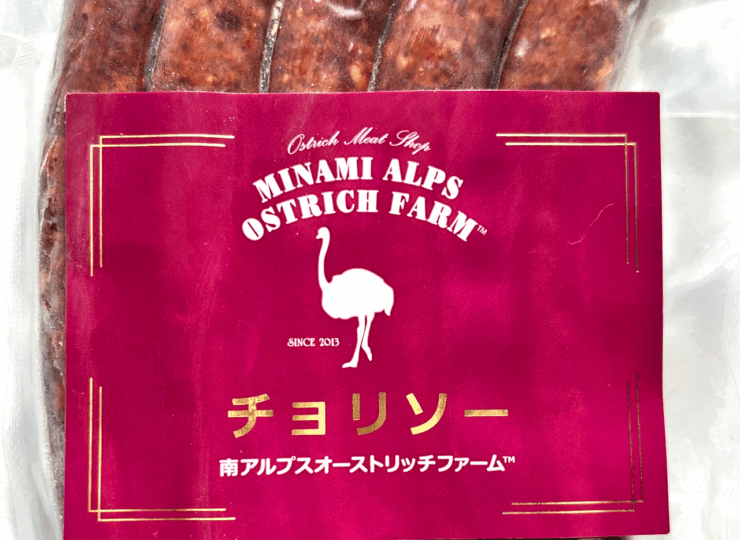 Ostrich Meat Shop
MINAMI ALPS
OSTRICH FARM™
SINCE 2013
チョリソー
南アルプスオーストリッチファーム™